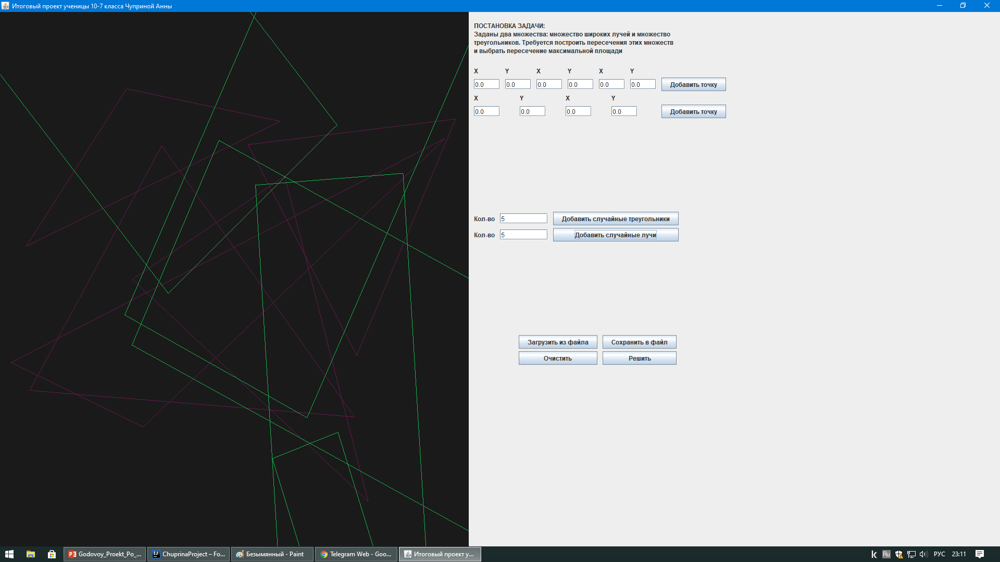 Итоговый проект ученицы 10-7 класса Чуприной Анны
ПОСТАНОВКА ЗАДАЧИ:
Заданы два множества: множество широких лучей и множество
треугольников. Требуется построить пересечения этих множеств
и выбрать пересечение максимальной площади
X Y X Y X Y
0.0 0.0 0.0 0.0 0.0 0.0 Добавить точку
X Y X Y
0.0 0.0 0.0 0.0 Добавить точку
Кол-во 5 Добавить случайные треугольники
Кол-во 5 Добавить случайные лучи
Загрузить из файла Сохранить в файл
Очистить Решить
Godovoy_Proekt_Po_... ChuprinaProject – Fo... Безымянный - Paint Telegram Web - Goo... Итоговый проект у... Ru РУС 23:11